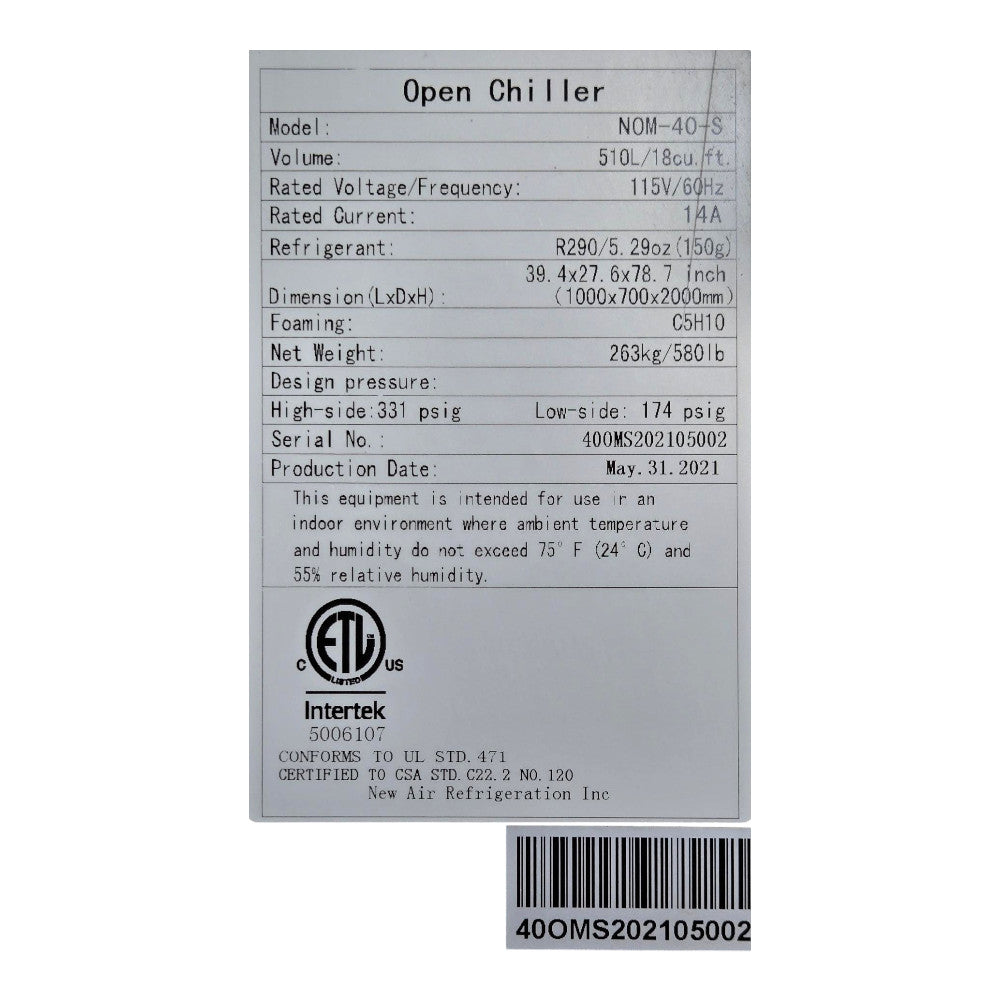 Open Chiller
Model: NOM-40-S
Volume: 510L/18cu.ft.
Rated Voltage/Frequency: 115V/60Hz
Rated Current: 14A
Refrigerant: R290/5.29oz(150g)
39.4x27.6x78.7 inch
Dimension(LxDxH): (1000x700x2000mm)
Foaming: C5H10
Net Weight: 263kg/580lb
Design pressure:
High-side:331 psig Low-side: 174 psig
Serial No.: 40OMS202105002
Production Date: May.31.2021
This equipment is intended for use in an
indoor environment where ambient temperature
and humidity do not exceed 75° F (24° C) and
55% relative humidity.
ETL
C US
LISTED
Intertek
5006107
CONFORMS TO UL STD.471
CERTIFIED TO CSA STD.C22.2 NO.120
New Air Refrigeration Inc
40OMS202105002